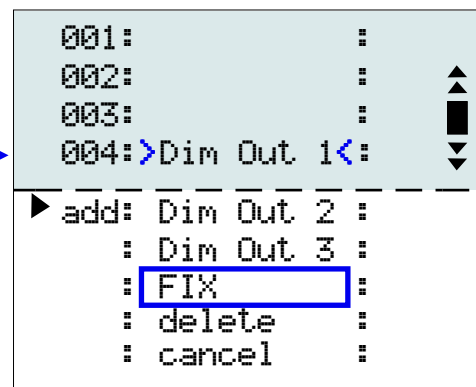 001:               :
002:               :
003:               :
004:>Dim Out 1<:
add: Dim Out 2 :
: Dim Out 3 :
: FIX :
: delete :
: cancel :